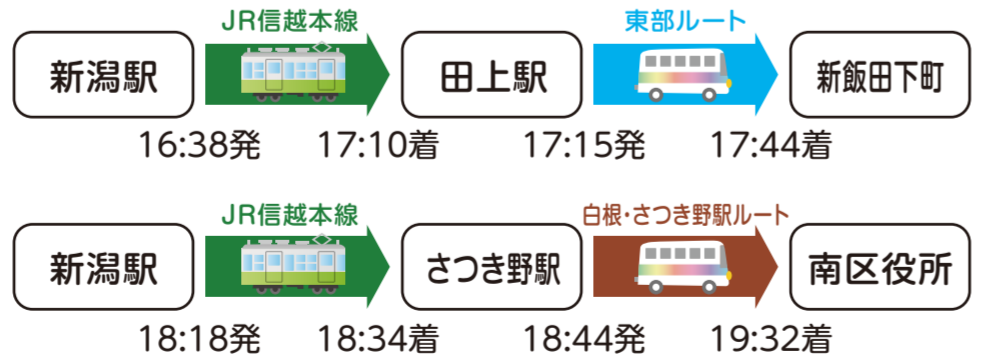 JR信越本線 東部ルート
新潟駅 田上駅 新飯田下町
16:38発 17:10着 17:15発 17:44着
JR信越本線 白根・さつき野駅ルート
新潟駅 さつき野駅 南区役所
18:18発 18:34着 18:44発 19:32着